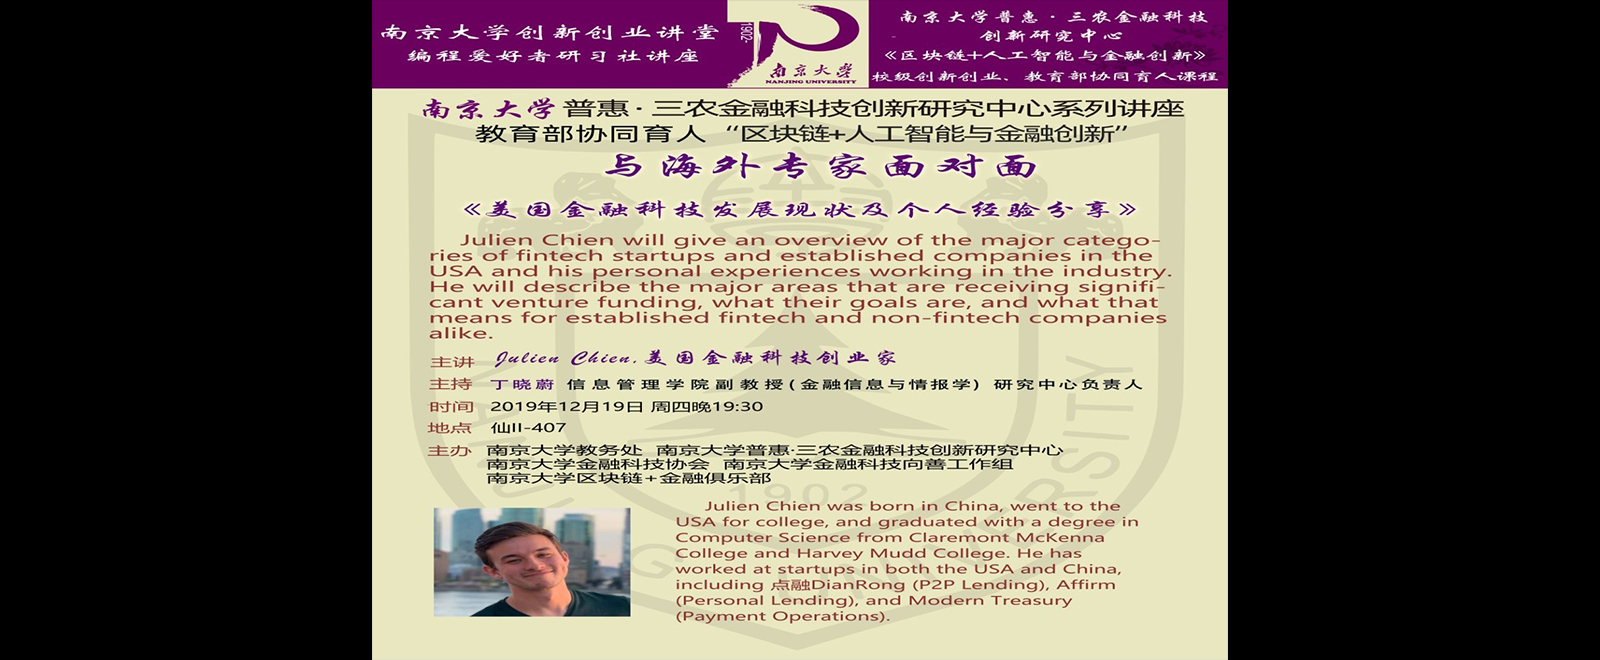 南京大学创新创业讲堂
编程爱好者研习社讲座
1902
南京大学
NANJING UNIVERSITY
南京大学普惠·三农金融科技
创新研究中心
《区块链+人工智能与金融创新》
校级创新创业、教育部协同育人课程
南京大学 普惠·三农金融科技创新研究中心系列讲座
教育部协同育人 “区块链+人工智能与金融创新”
与海外专家面对面
《美国金融科技发展现状及个人经验分享》
Julien Chien will give an overview of the major catego-
ries of fintech startups and established companies in the
USA and his personal experiences working in the industry.
He will describe the major areas that are receiving signifi-
cant venture funding, what their goals are, and what that
means for established fintech and non-fintech companies
alike.
主讲 Julien Chien,美国金融科技创业家
主持 丁晓蔚 信息管理学院副教授(金融信息与情报学) 研究中心负责人
时间 2019年12月19日 周四晚19:30
地点 仙II-407
主办 南京大学教务处 南京大学普惠·三农金融科技创新研究中心
南京大学金融科技协会 南京大学金融科技向善工作组
南京大学区块链+金融俱乐部
1902
NANJING UNIVERSITY
Julien Chien was born in China, went to the
USA for college, and graduated with a degree in
Computer Science from Claremont McKenna
College and Harvey Mudd College. He has
worked at startups in both the USA and China,
including 点融DianRong (P2P Lending), Affirm
(Personal Lending), and Modern Treasury
(Payment Operations).